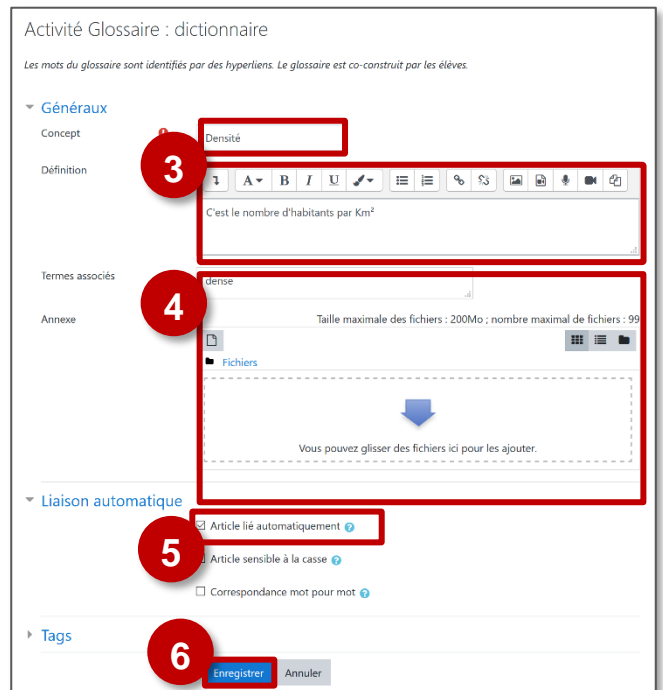 Activité Glossaire : dictionnaire
Les mots du glossaire sont identifiés par des hyperliens. Le glossaire est co-construit par les élèves.
Généraux
Concept
Densité
3
Définition
A B I U
C'est le nombre d'habitants par Km²
Termes associés
dense
4
Annexe
Taille maximale des fichiers : 200Mo ; nombre maximal de fichiers : 99
Fichiers
Vous pouvez glisser des fichiers ici pour les ajouter.
Liaison automatique
Article lié automatiquement ?
5
Article sensible à la casse ?
Correspondance mot pour mot ?
Tags
6
Enregistrer Annuler